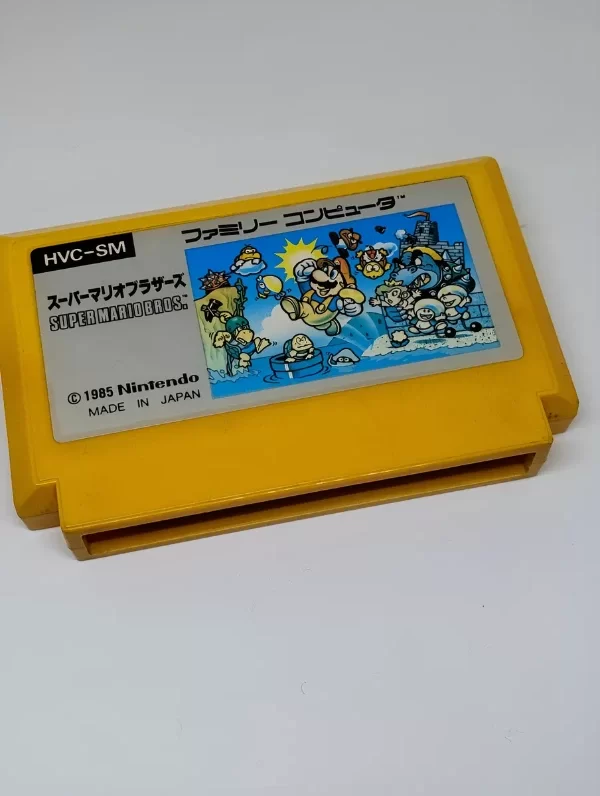 HVC-SM
ファミリー コンピュータ™
スーパーマリオブラザーズ
SUPER MARIO BROS.™
© 1985 Nintendo
MADE IN JAPAN